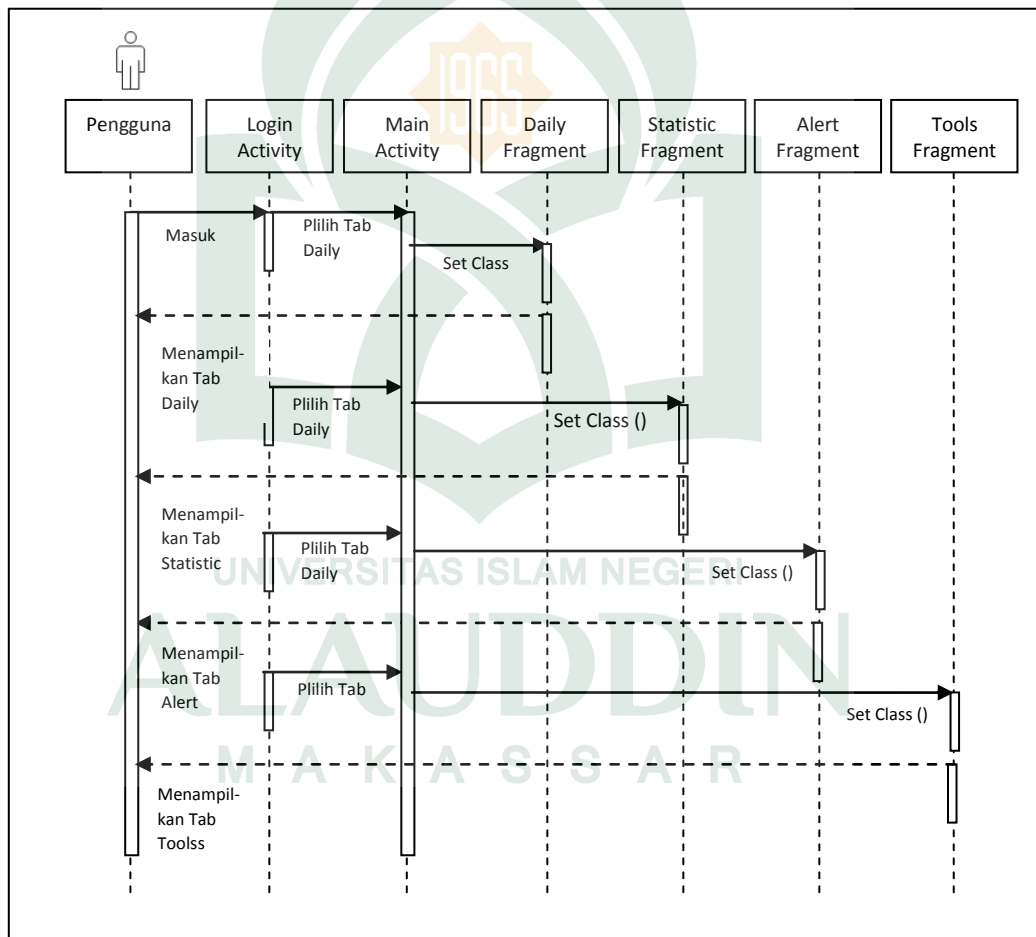 1965
Pengguna
Login
Activity
Main
Activity
Daily
Fragment
Statistic
Fragment
Alert
Fragment
Tools
Fragment
Masuk
Plilih Tab
Daily
Set Class
Menampil-
kan Tab
Daily
Plilih Tab
Daily
Set Class ()
Menampil-
kan Tab
Statistic
Plilih Tab
Daily
Set Class ()
UNIVERSITAS ISLAM NEGERI
ALAUDDIN
Menampil-
kan Tab
Alert
Plilih Tab
Set Class ()
MAKASSAR
Menampil-
kan Tab
Toolss